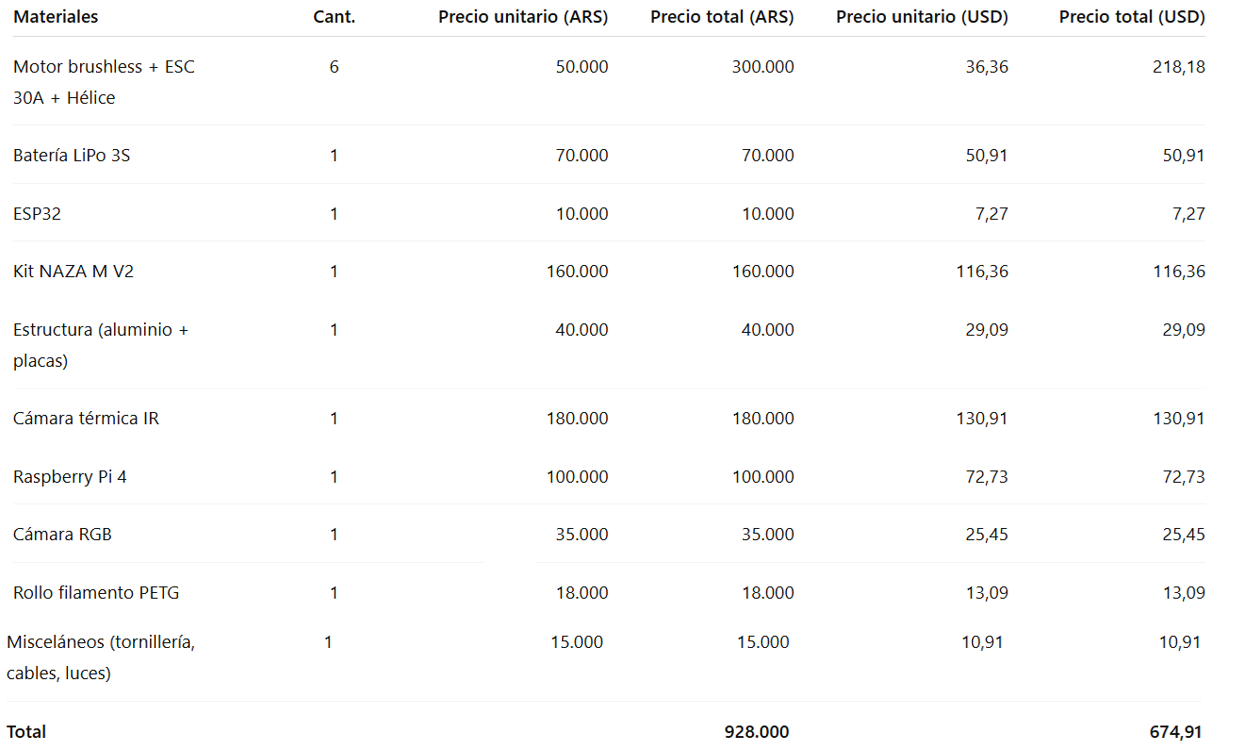 Materiales Cant. Precio unitario (ARS) Precio total (ARS) Precio unitario (USD) Precio total (USD)
Motor brushless + ESC 6 50.000 300.000 36,36 218,18
30A + Hélice
Batería LiPo 3S 1 70.000 70.000 50,91 50,91
ESP32 1 10.000 10.000 7,27 7,27
Kit NAZA M V2 1 160.000 160.000 116,36 116,36
Estructura (aluminio + 1 40.000 40.000 29,09 29,09
placas)
Cámara térmica IR 1 180.000 180.000 130,91 130,91
Raspberry Pi 4 1 100.000 100.000 72,73 72,73
Cámara RGB 1 35.000 35.000 25,45 25,45
Rollo filamento PETG 1 18.000 18.000 13,09 13,09
Misceláneos (tornillería, 1 15.000 15.000 10,91 10,91
cables, luces)
Total 928.000 674,91